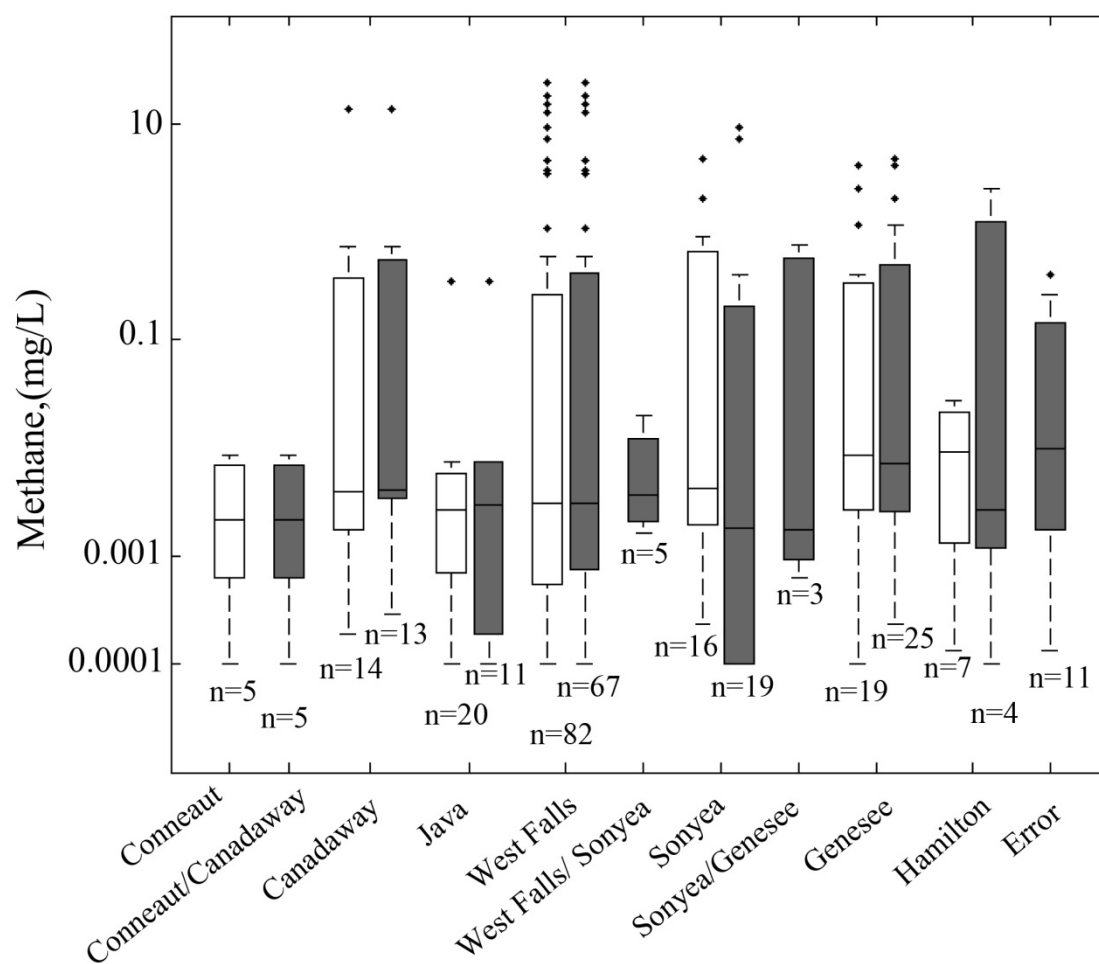 Methane,(mg/L)
10
0.1
0.001
0.0001
n=5
n=5
n=14
n=13
n=20
n=11
n=82
n=67
n=5
n=16
n=19
n=3
n=19
n=25
n=7
n=4
n=11
Conneaut
Conneaut/Canadaway
Canadaway
Java
West Falls
West Falls/ Sonyea
Sonyea
Sonyea/Genesee
Genesee
Hamilton
Error